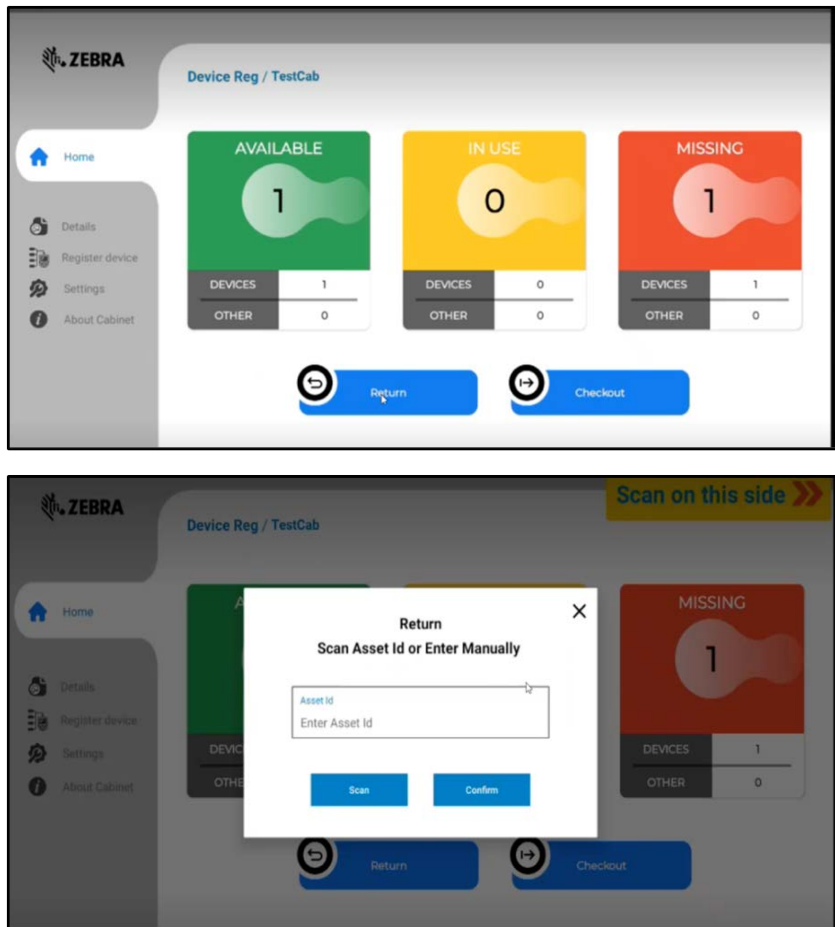 ZEBRA
Device Reg / TestCab
Home
Details
Register device
Settings
About Cabinet
AVAILABLE
1
DEVICES 1
OTHER 0
IN USE
0
DEVICES 0
OTHER 0
MISSING
1
DEVICES 1
OTHER 0
Return
Checkout
ZEBRA
Scan on this side
Device Reg / TestCab
Home
Details
Register device
Settings
About Cabinet
A
DEVIC
OTHE
Return
Scan Asset Id or Enter Manually
Asset Id
Enter Asset Id
Scan
Confirm
MISSING
1
DEVICES 1
OTHER 0
Return
Checkout